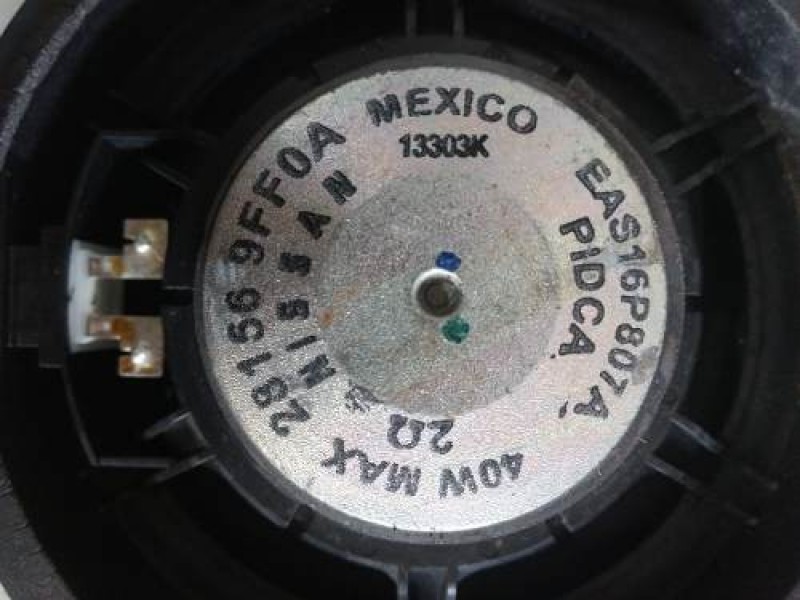 MEXICO
13303K
EAS16P807A
PIDCA
40W MAX
2Ω
28156 9FF0A
NISSAN